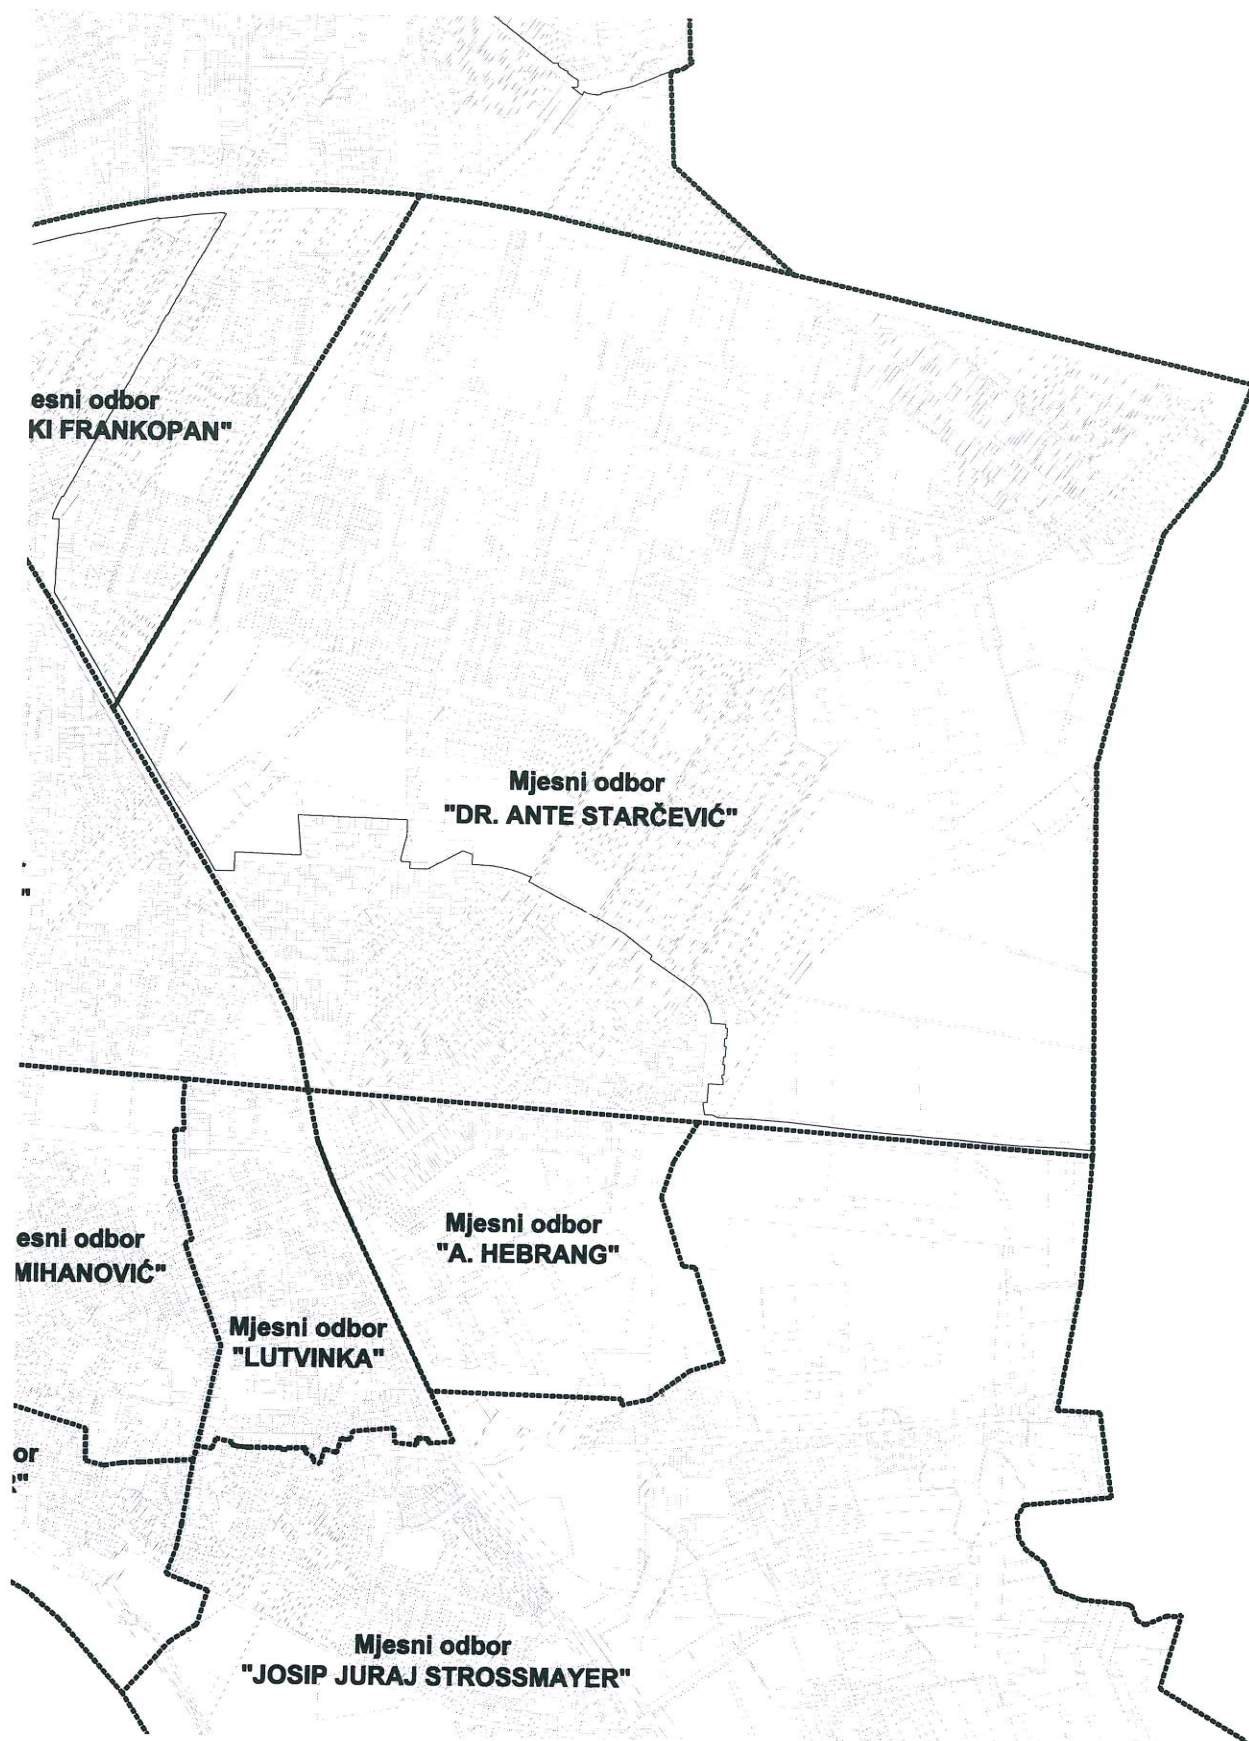 esni odbor
KI FRANKOPAN"
Mjesni odbor
"DR. ANTE STARČEVIĆ"
"
Mjesni odbor
"A. HEBRANG"
esni odbor
MIHANOVIĆ"
Mjesni odbor
"LUTVINKA"
or
"
Mjesni odbor
"JOSIP JURAJ STROSSMAYER"